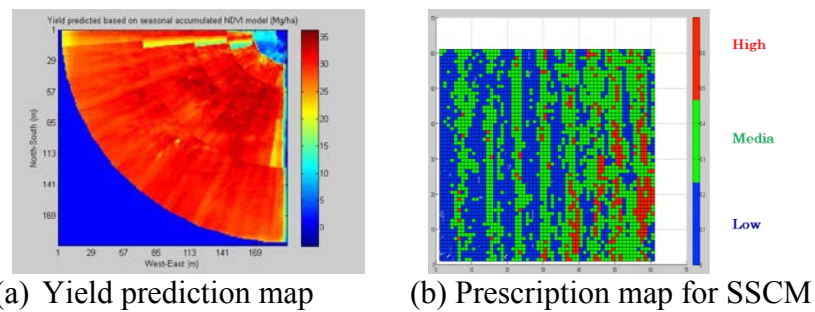 Yield predicted based on seasonal accumulated NDVI model (Mg/ha)
1
29
57
85
113
141
169
North-South (m)
1 29 57 85 113 141 169
West-East (m)
35
30
25
20
15
10
5
0
High
Media
Low
(a) Yield prediction map
(b) Prescription map for SSCM